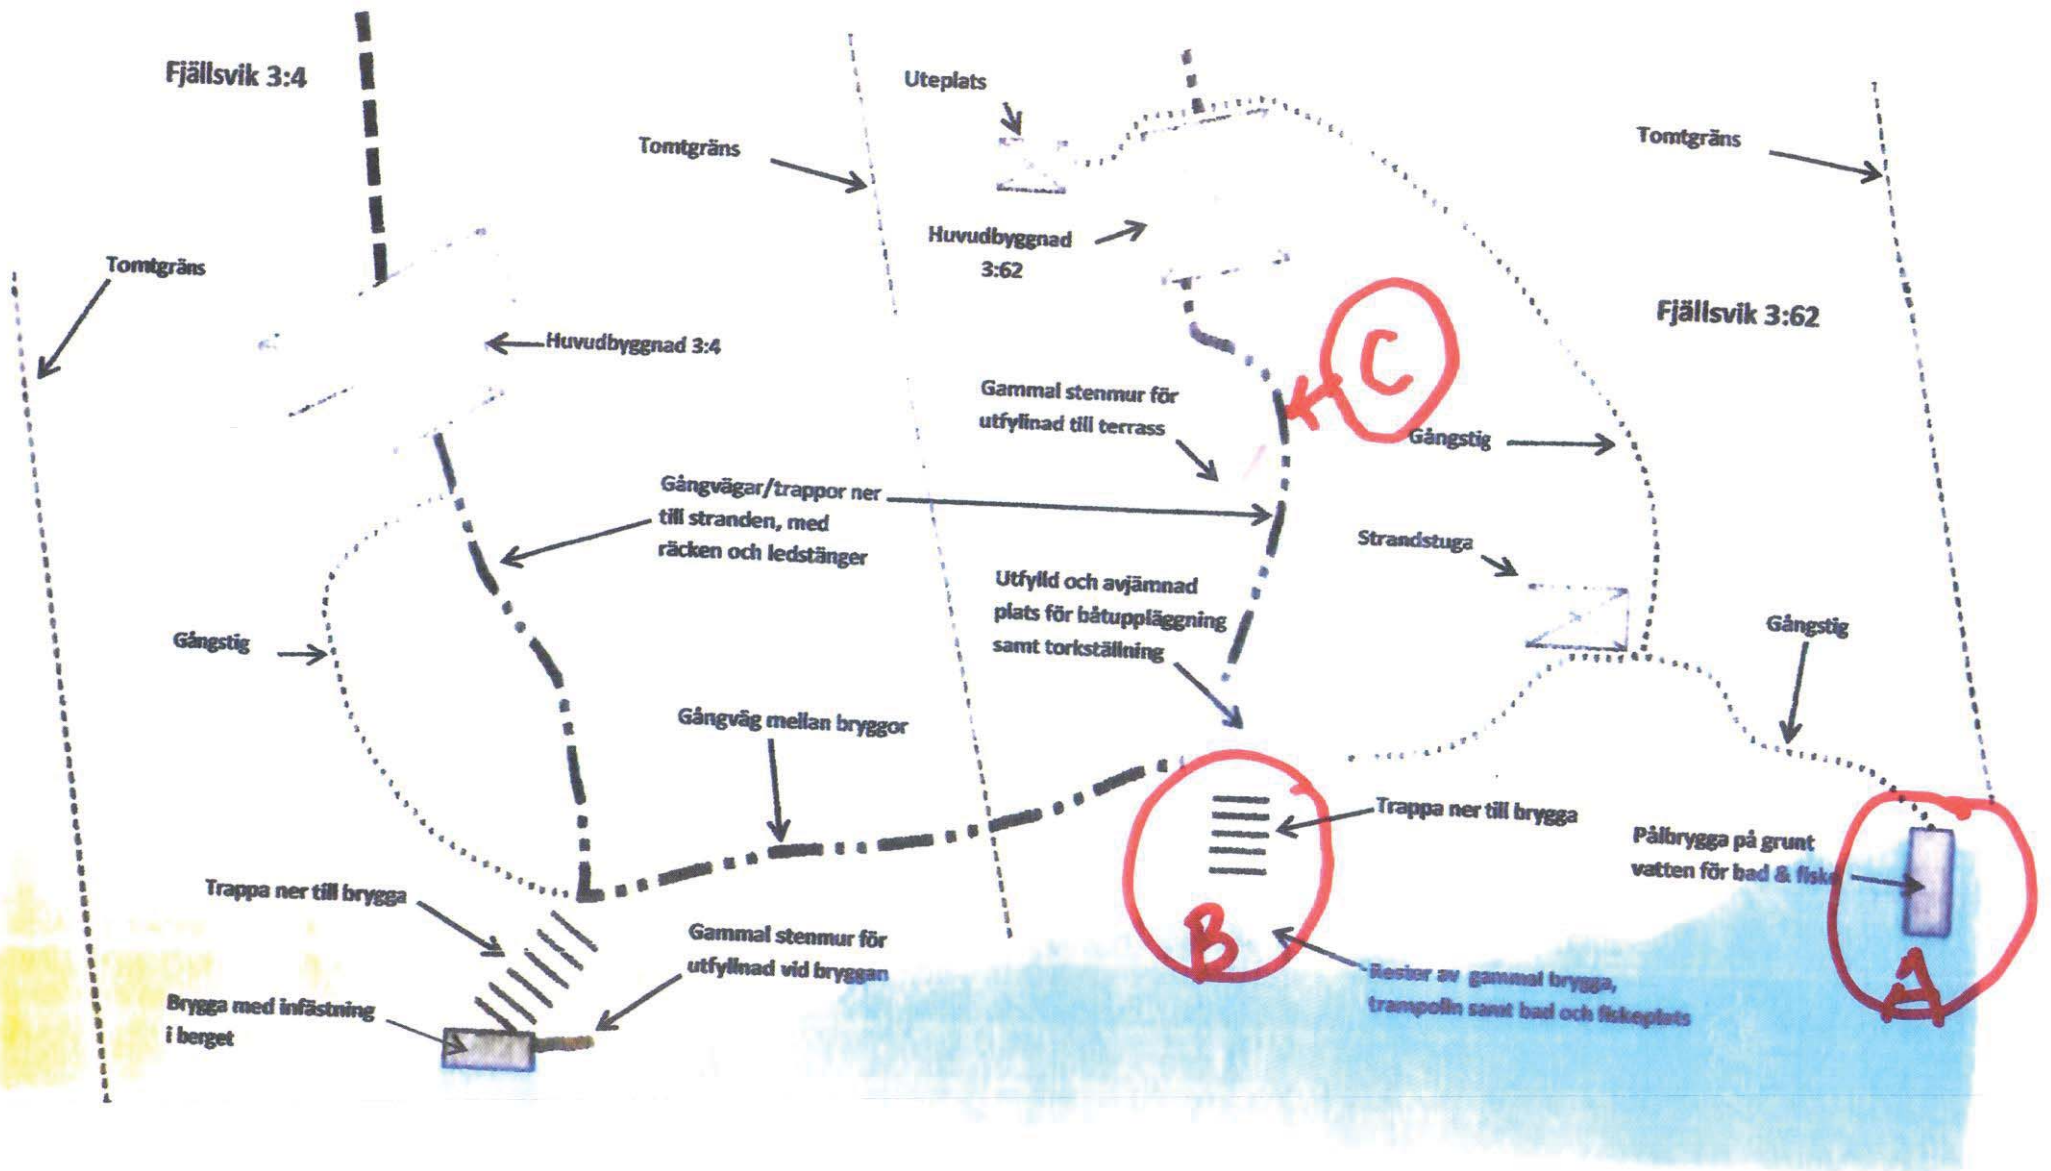 Fjällsvik 3:4
Uteplats
Tomtgräns
Tomtgräns
Tomtgräns
Huvudbyggnad
3:62
Fjällsvik 3:62
Huvudbyggnad 3:4
C
Gammal stenmur för
utfyllnad till terrass
Gångstig
Gångvägar/trappor ner
till stranden, med
räcken och ledstänger
Strandstuga
Utfylld och avjämnad
plats för båtuppläggning
samt torkställning
Gångstig
Gångstig
Gångväg mellan bryggor
Trappa ner till brygga
Pålbrygga på grunt
vatten för bad & fiske
Trappa ner till brygga
Gammal stenmur för
utfyllnad vid bryggan
B
Rester av gammal brygga,
trampolin samt bad och fiskeplats
A
Brygga med infästning
i berget